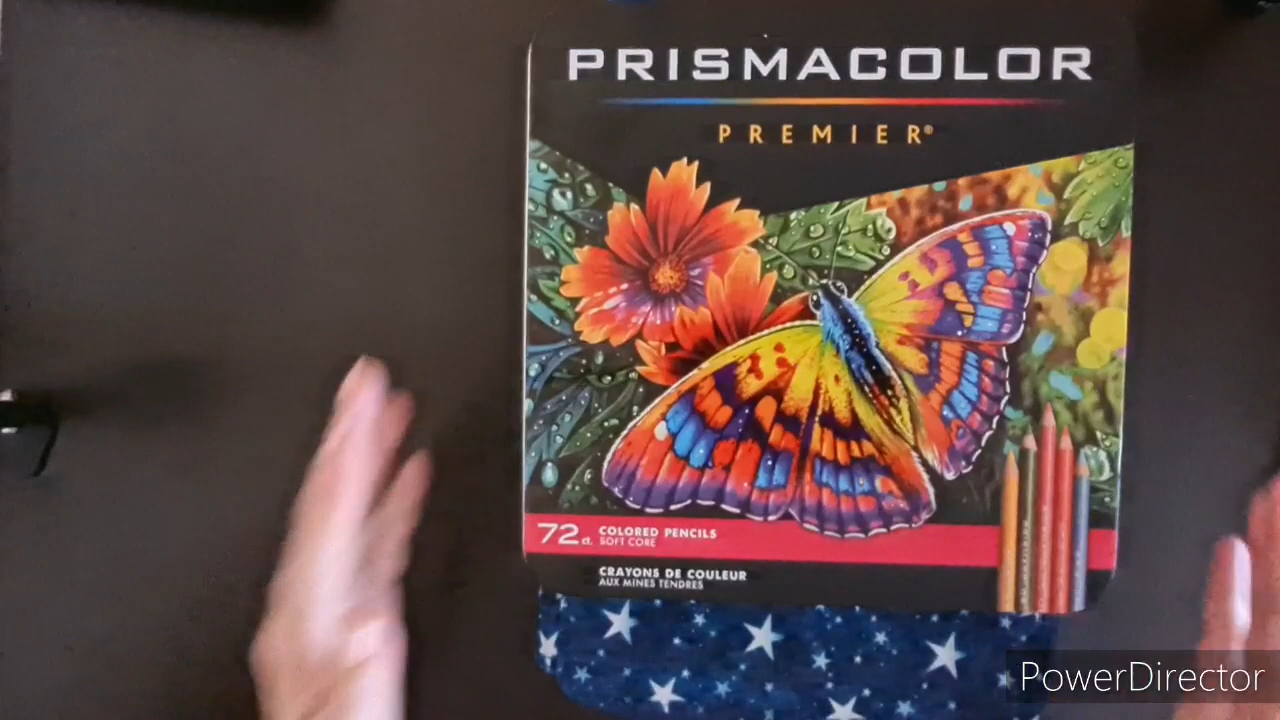 PRISMACOLOR
PREMIER®
72 ct. COLORED PENCILS
SOFT CORE
CRAYONS DE COULEUR
AUX MINES TENDRES
PowerDirector